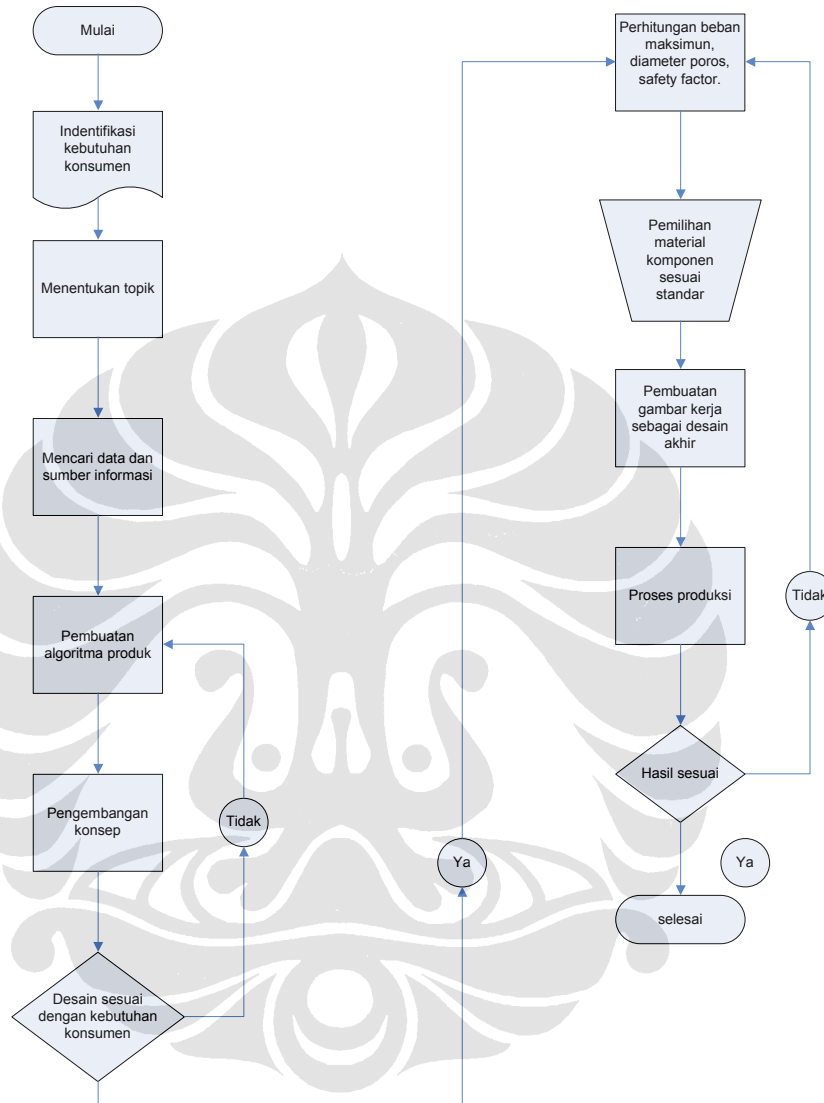 Mulai
Indentifikasi
kebutuhan
konsumen
Menentukan topik
Mencari data dan
sumber informasi
Pembuatan
algoritma produk
Pengembangan
konsep
Tidak
Desain sesuai
dengan kebutuhan
konsumen
Ya
Perhitungan beban
maksimun,
diameter poros,
safety factor.
Pemilihan
material
komponen
sesuai
standar
Pembuatan
gambar kerja
sebagai desain
akhir
Proses produksi
Tidak
Hasil sesuai
Ya
selesai